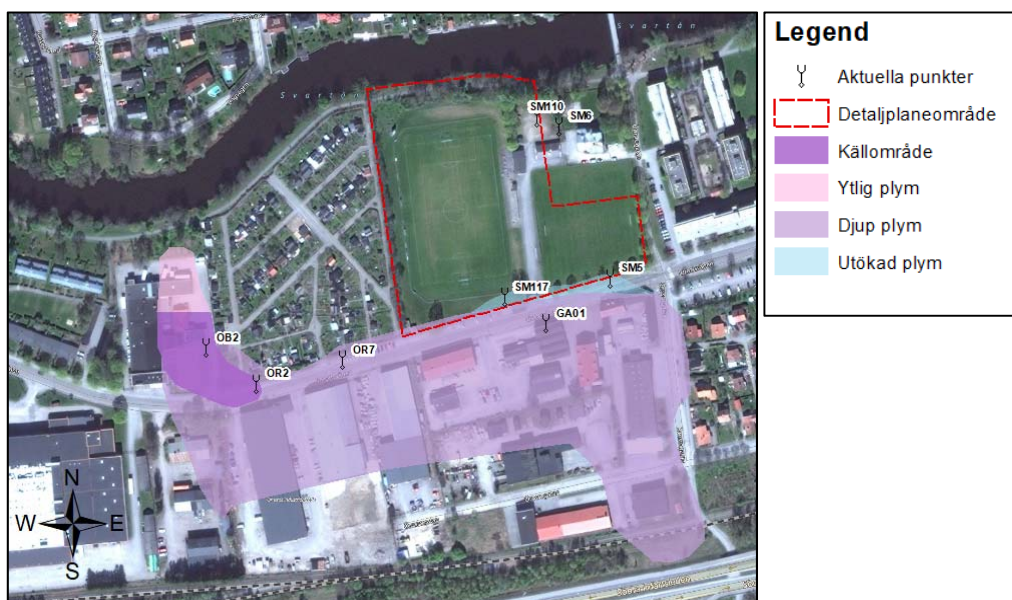 Svartån
Svartån
SM110
SM6
SM5
SM117
GA01
OB2
OR7
OR2
N
W
E
S
Legend
Aktuella punkter
Detaljplaneområde
Källområde
Ytlig plym
Djup plym
Utökad plym